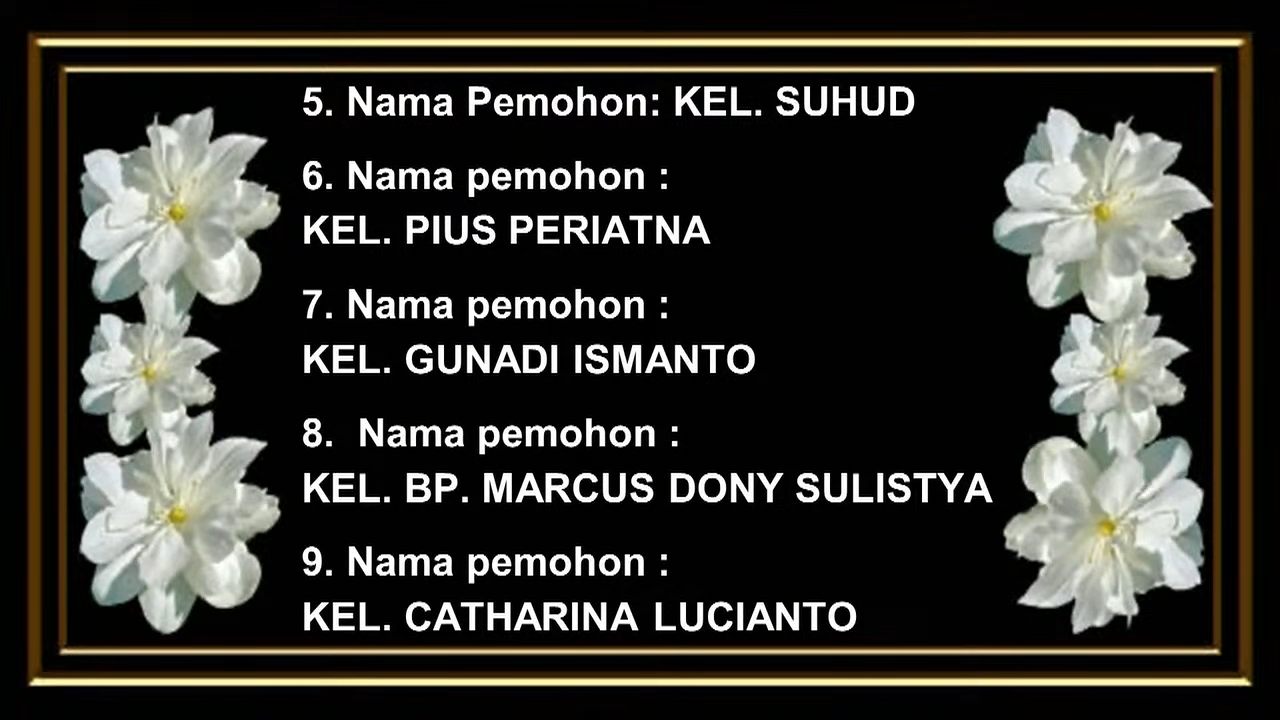 5. Nama Pemohon: KEL. SUHUD
6. Nama pemohon :
KEL. PIUS PERIATNA
7. Nama pemohon :
KEL. GUNADI ISMANTO
8.  Nama pemohon :
KEL. BP. MARCUS DONY SULISTYA
9. Nama pemohon :
KEL. CATHARINA LUCIANTO